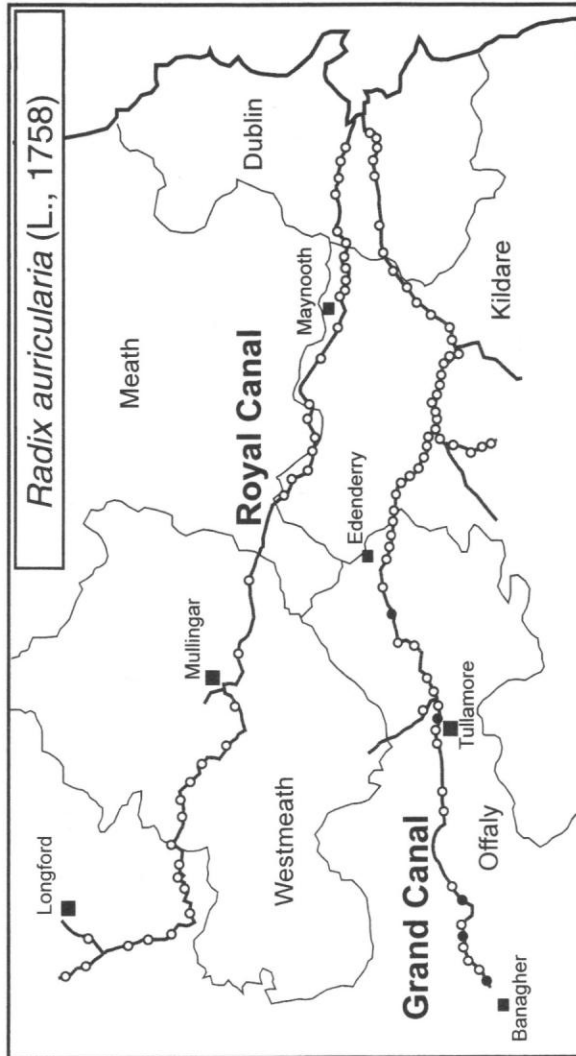 Radix auricularia (L., 1758)
Longford
Mullingar
Meath
Dublin
Royal Canal
Maynooth
Westmeath
Edenderry
Grand Canal
Tullamore
Offaly
Kildare
Banagher